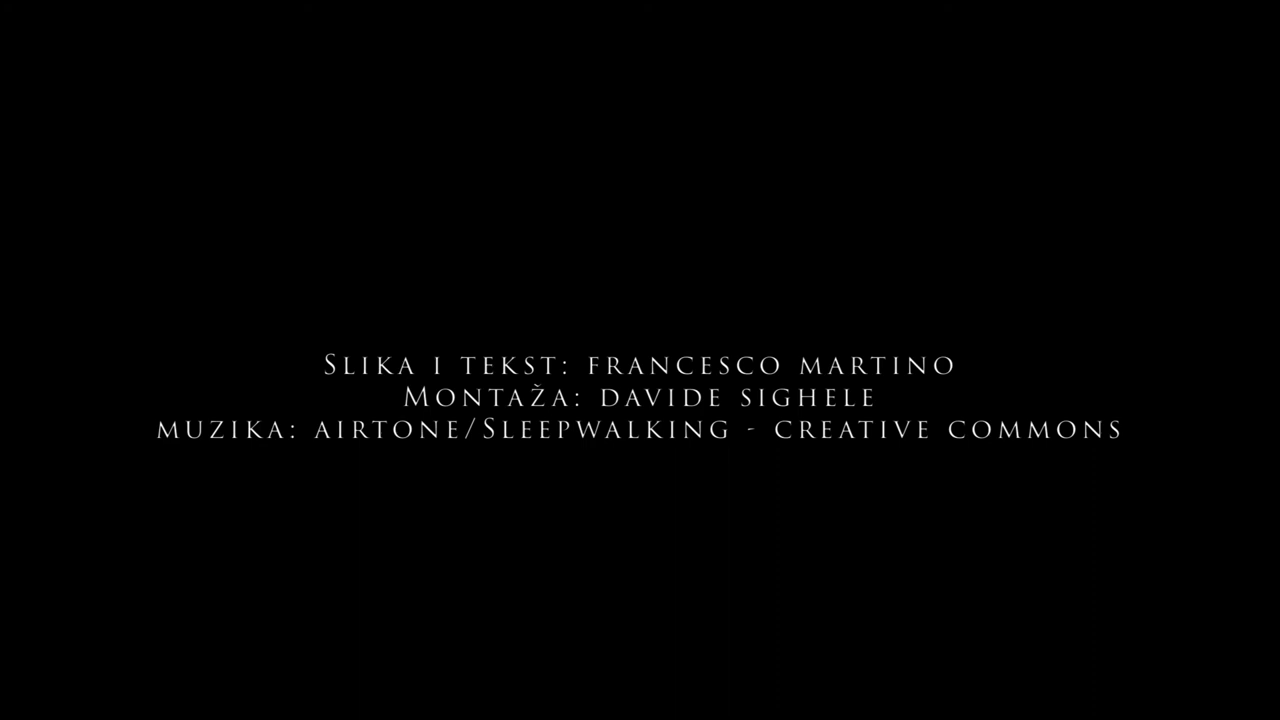 Slika i tekst: francesco martino
Montaža: davide sighele
muzika: airtone/Sleepwalking - creative commons